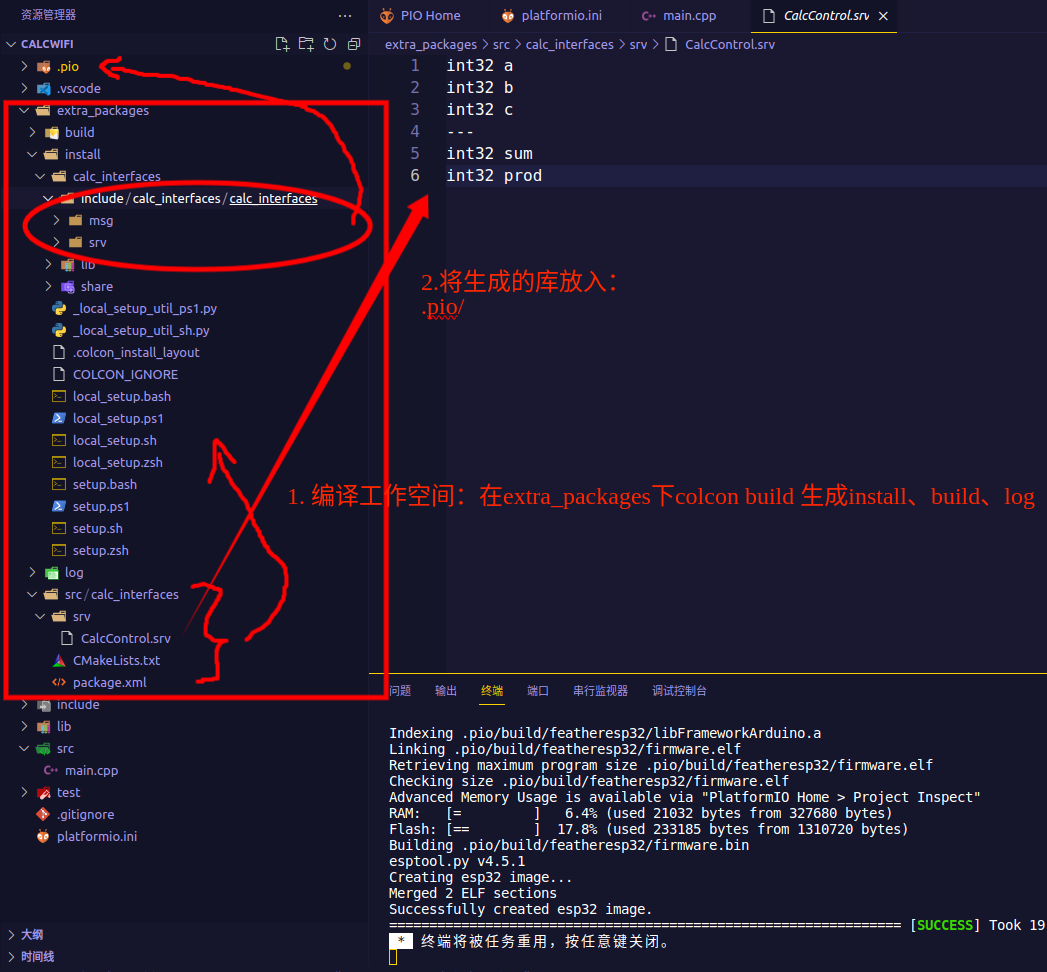 资源管理器
PIO Home
platformio.ini
main.cpp
CalcControl.srv
CALCWIFI
.pio
.vscode
extra_packages
build
install
calc_interfaces
include/calc_interfaces/calc_interfaces
msg
srv
lib
share
_local_setup_util_ps1.py
_local_setup_util_sh.py
.colcon_install_layout
COLCON_IGNORE
local_setup.bash
local_setup.ps1
local_setup.sh
local_setup.zsh
setup.bash
setup.ps1
setup.sh
setup.zsh
log
src/calc_interfaces
srv
CalcControl.srv
CMakeLists.txt
package.xml
include
lib
src
main.cpp
test
.gitignore
platformio.ini
大纲
时间线
extra_packages > src > calc_interfaces > srv > CalcControl.srv
1 int32 a
2 int32 b
3 int32 c
4 ---
5 int32 sum
6 int32 prod
2.将生成的库放入：
.pio/
1. 编译工作空间：在extra_packages下colcon build 生成install、build、log
问题 输出 终端 端口 串行监视器 调试控制台
Indexing .pio/build/featheresp32/libFrameworkArduino.a
Linking .pio/build/featheresp32/firmware.elf
Retrieving maximum program size .pio/build/featheresp32/firmware.elf
Checking size .pio/build/featheresp32/firmware.elf
Advanced Memory Usage is available via "PlatformIO Home > Project Inspect"
RAM:   [=         ]   6.4% (used 21032 bytes from 327680 bytes)
Flash: [==        ]  17.8% (used 233185 bytes from 1310720 bytes)
Building .pio/build/featheresp32/firmware.bin
esptool.py v4.5.1
Creating esp32 image...
Merged 2 ELF sections
Successfully created esp32 image.
================================================================ [SUCCESS] Took 19
* 终端将被任务重用，按任意键关闭。